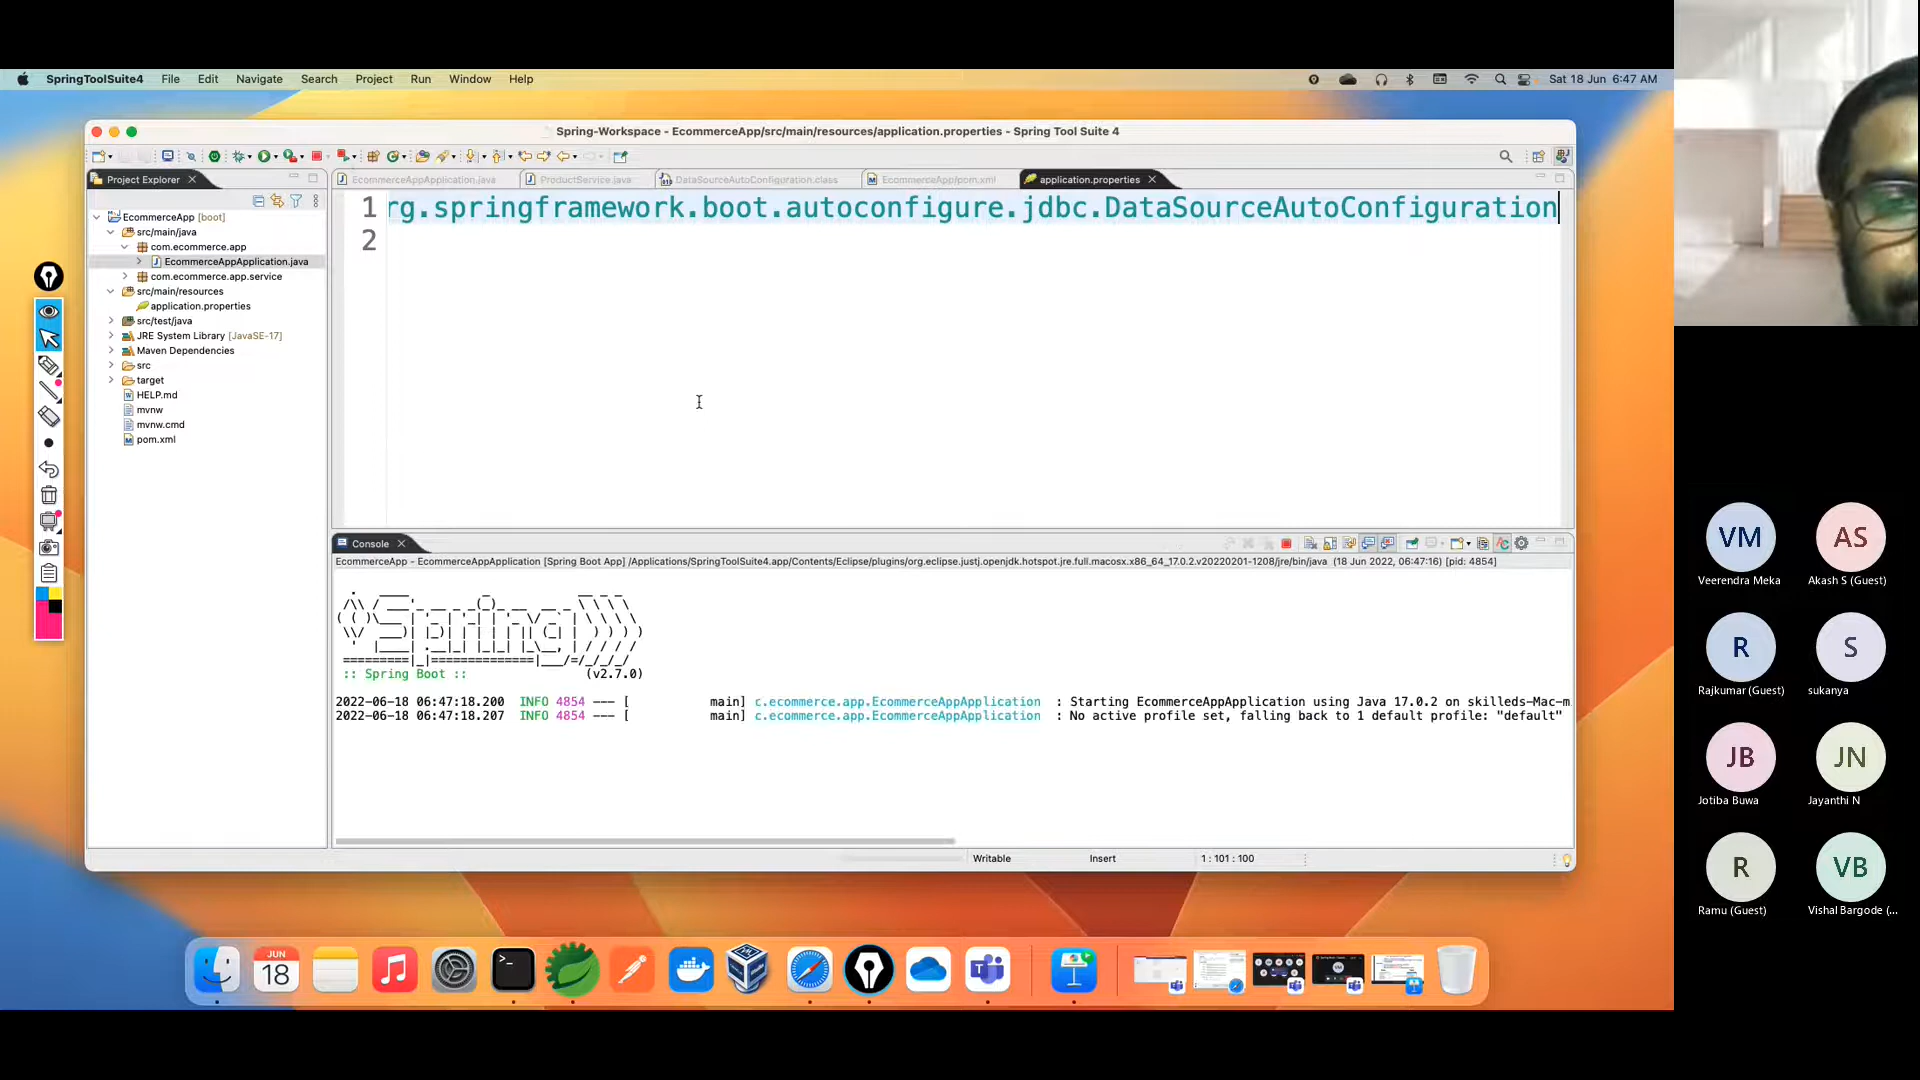 SpringToolSuite4 File Edit Navigate Search Project Run Window Help Sat 18 Jun 6:47 AM
Spring-Workspace - EcommerceApp/src/main/resources/application.properties - Spring Tool Suite 4
Project Explorer
EcommerceAppApplication.java ProductService.java DataSourceAutoConfiguration.class EcommerceApp/pom.xml application.properties
EcommerceApp [boot]
src/main/java
com.ecommerce.app
EcommerceAppApplication.java
com.ecommerce.app.service
src/main/resources
application.properties
src/test/java
JRE System Library [JavaSE-17]
Maven Dependencies
src
target
HELP.md
mvnw
mvnw.cmd
pom.xml
1 rg.springframework.boot.autoconfigure.jdbc.DataSourceAutoConfiguration
2
Console
EcommerceApp - EcommerceAppApplication [Spring Boot App] /Applications/SpringToolSuite4.app/Contents/Eclipse/plugins/org.eclipse.justj.openjdk.hotspot.jre.full.macosx.x86_64_17.0.2.v20220201-1208/jre/bin/java (18 Jun 2022, 06:47:16) [pid: 4854]
Spring
:: Spring Boot :: (v2.7.0)
2022-06-18 06:47:18.200 INFO 4854 --- [ main] c.ecommerce.app.EcommerceAppApplication : Starting EcommerceAppApplication using Java 17.0.2 on skilleds-Mac-m
2022-06-18 06:47:18.207 INFO 4854 --- [ main] c.ecommerce.app.EcommerceAppApplication : No active profile set, falling back to 1 default profile: "default"
Writable Insert 1 : 101 : 100
JUN
18
VM
Veerendra Meka
AS
Akash S (Guest)
R
Rajkumar (Guest)
S
sukanya
JB
Jotiba Buwa
JN
Jayanthi N
R
Ramu (Guest)
VB
Vishal Bargode (...